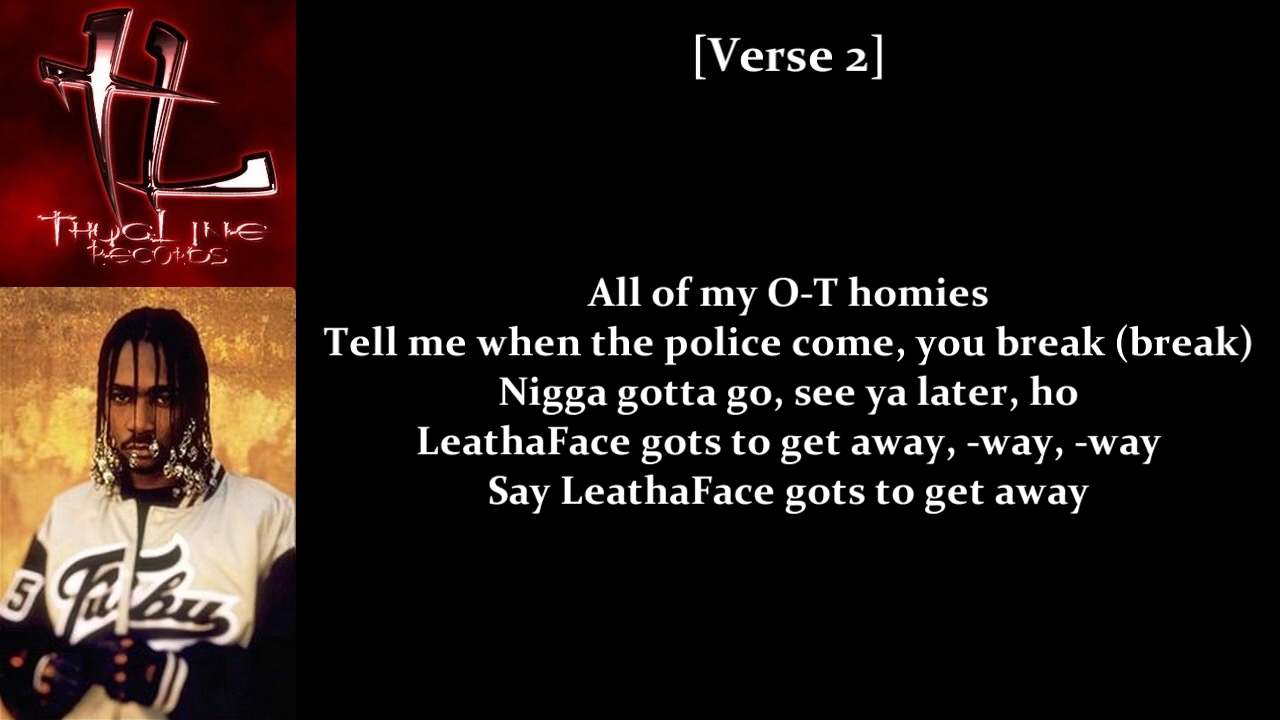 TL
ThugLine
Records
[Verse 2]
All of my O-T homies
Tell me when the police come, you break (break)
Nigga gotta go, see ya later, ho
LeathaFace gots to get away, -way, -way
Say LeathaFace gots to get away
5
Fubu